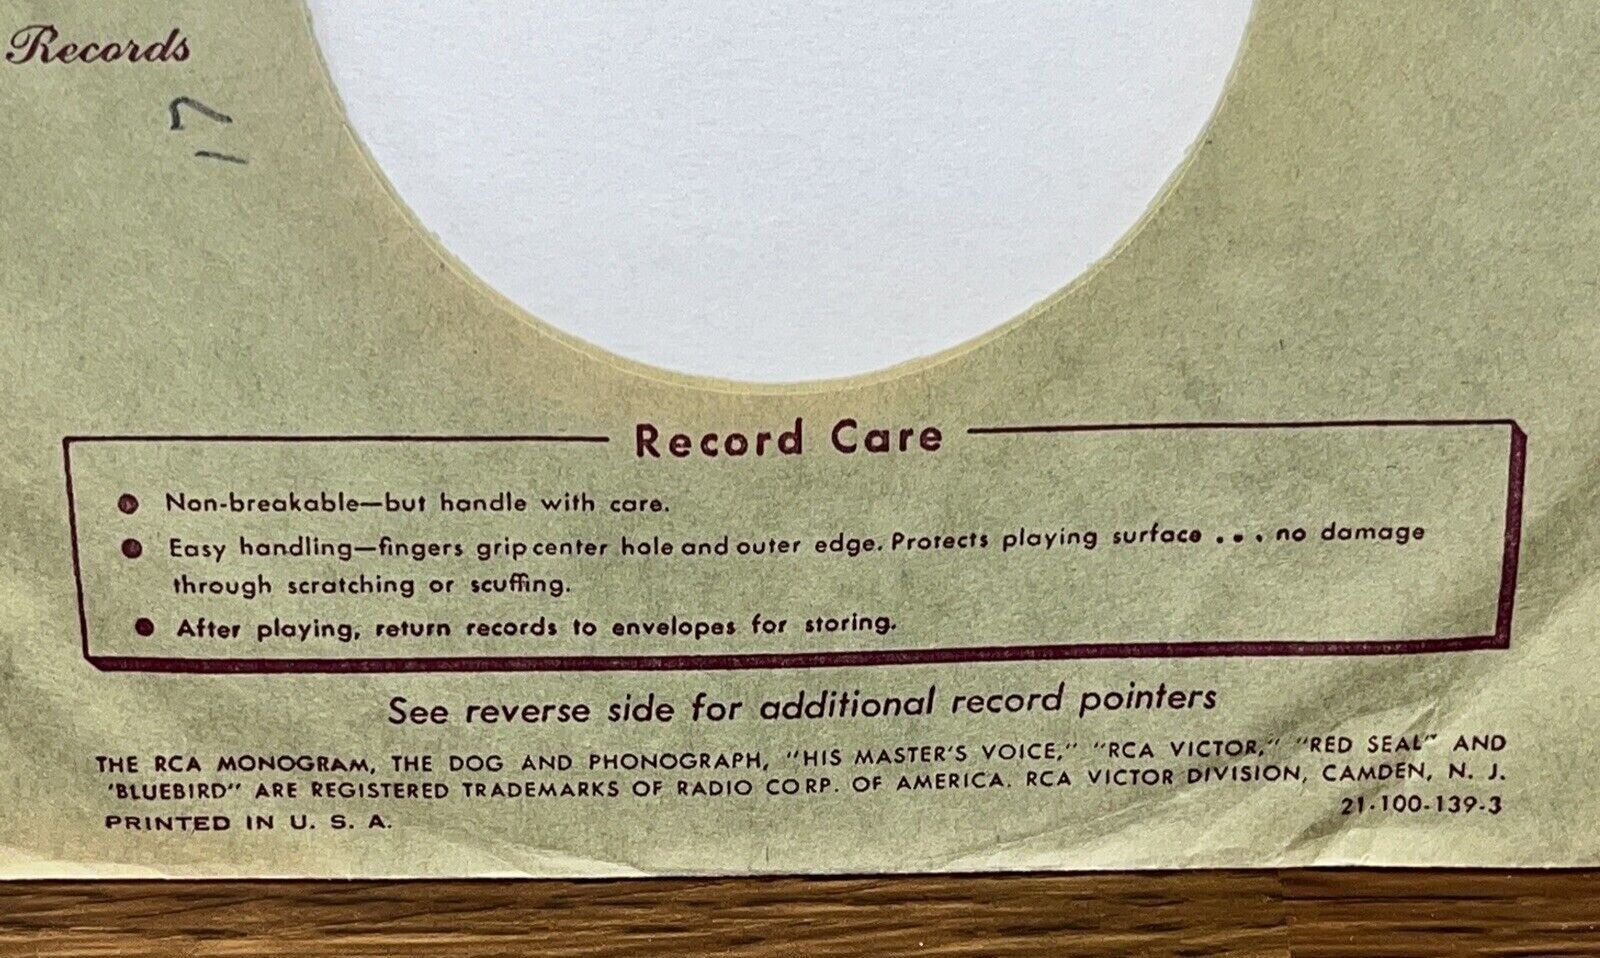 Records
17
Record Care
● Non-breakable—but handle with care.
● Easy handling—fingers grip center hole and outer edge. Protects playing surface . . . no damage
through scratching or scuffing.
● After playing, return records to envelopes for storing.
See reverse side for additional record pointers
THE RCA MONOGRAM, THE DOG AND PHONOGRAPH, "HIS MASTER'S VOICE," "RCA VICTOR," "RED SEAL" AND
'BLUEBIRD" ARE REGISTERED TRADEMARKS OF RADIO CORP. OF AMERICA. RCA VICTOR DIVISION, CAMDEN, N. J.
PRINTED IN U. S. A. 21-100-139-3